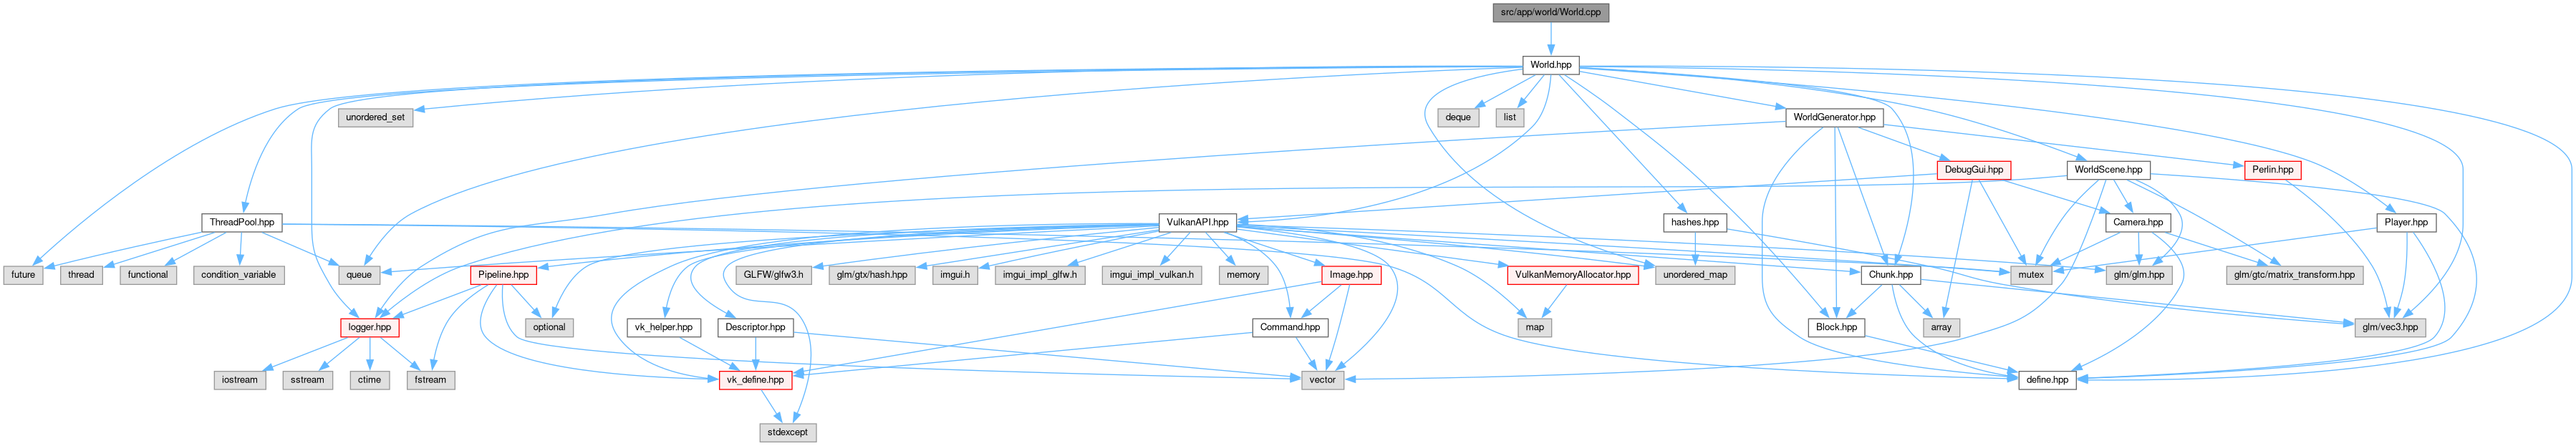 src/app/world/World.cpp
World.hpp
unordered_set
deque
list
WorldGenerator.hpp
DebugGui.hpp
WorldScene.hpp
Perlin.hpp
ThreadPool.hpp
VulkanAPI.hpp
hashes.hpp
Camera.hpp
Player.hpp
future
thread
functional
condition_variable
queue
Pipeline.hpp
GLFW/glfw3.h
glm/gtx/hash.hpp
imgui.h
imgui_impl_glfw.h
imgui_impl_vulkan.h
memory
Image.hpp
VulkanMemoryAllocator.hpp
unordered_map
Chunk.hpp
mutex
glm/glm.hpp
glm/gtc/matrix_transform.hpp
logger.hpp
optional
vk_helper.hpp
Descriptor.hpp
Command.hpp
map
Block.hpp
array
glm/vec3.hpp
iostream
sstream
ctime
fstream
vk_define.hpp
vector
define.hpp
stdexcept